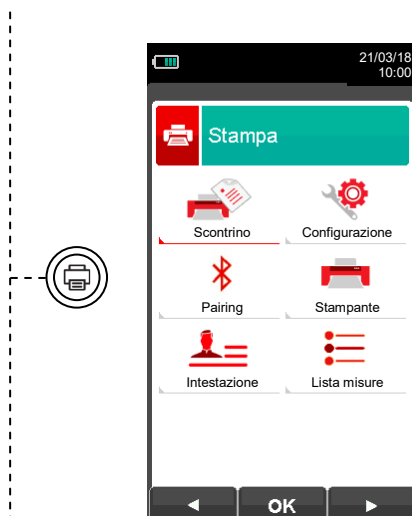 21/03/18
10:00
Stampa
Scontrino
Configurazione
Pairing
Stampante
Intestazione
Lista misure
OK